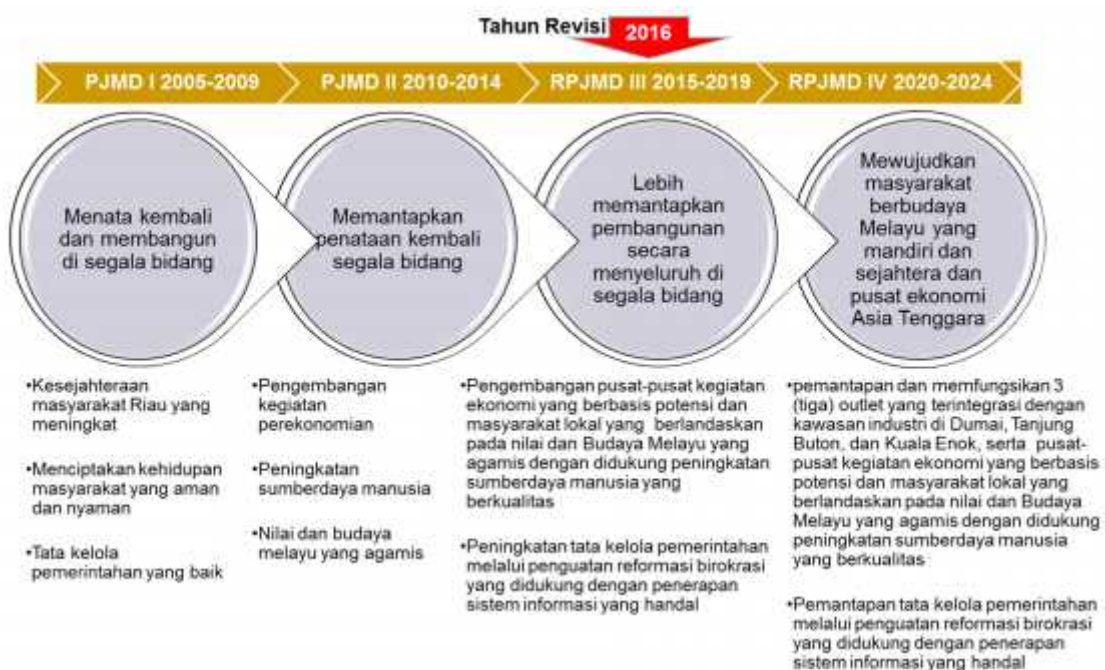 Tahun Revisi 2016
PJMD I 2005-2009
PJMD II 2010-2014
RPJMD III 2015-2019
RPJMD IV 2020-2024
Menata kembali
dan membangun
di segala bidang
Memantapkan
penataan kembali
segala bidang
Lebih
memantapkan
pembangunan
secara
menyeluruh di
segala bidang
Mewujudkan
masyarakat
berbudaya
Melayu yang
mandiri dan
sejahtera dan
pusat ekonomi
Asia Tenggara
•Kesejahteraan
masyarakat Riau yang
meningkat
•Menciptakan kehidupan
masyarakat yang aman
dan nyaman
•Tata kelola
pemerintahan yang baik
•Pengembangan
kegiatan
perekonomian
•Peningkatan
sumberdaya manusia
•Nilai dan budaya
melayu yang agamis
•Pengembangan pusat-pusat kegiatan
ekonomi yang berbasis potensi dan
masyarakat lokal yang berlandaskan
pada nilai dan Budaya Melayu yang
agamis dengan didukung peningkatan
sumberdaya manusia yang
berkualitas
•Peningkatan tata kelola pemerintahan
melalui penguatan reformasi birokrasi
yang didukung dengan penerapan
sistem informasi yang handal
•pemantapan dan memfungsikan 3
(tiga) outlet yang terintegrasi dengan
kawasan industri di Dumai, Tanjung
Buton, dan Kuala Enok, serta pusat-
pusat kegiatan ekonomi yang berbasis
potensi dan masyarakat lokal yang
berlandaskan pada nilai dan Budaya
Melayu yang agamis dengan didukung
peningkatan sumberdaya manusia
yang berkualitas
•Pemantapan tata kelola pemerintahan
melalui penguatan reformasi birokrasi
yang didukung dengan penerapan
sistem informasi yang handal